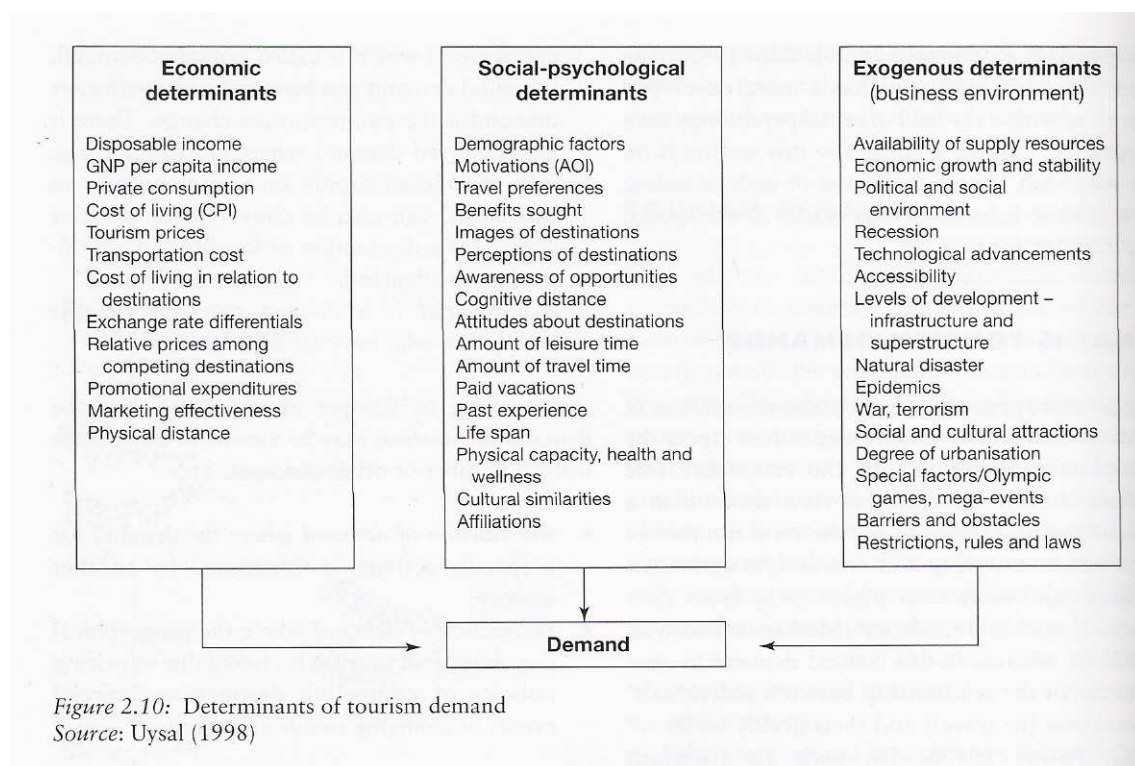 Economic
determinants
Disposable income
GNP per capita income
Private consumption
Cost of living (CPI)
Tourism prices
Transportation cost
Cost of living in relation to
destinations
Exchange rate differentials
Relative prices among
competing destinations
Promotional expenditures
Marketing effectiveness
Physical distance
Social-psychological
determinants
Demographic factors
Motivations (AOI)
Travel preferences
Benefits sought
Images of destinations
Perceptions of destinations
Awareness of opportunities
Cognitive distance
Attitudes about destinations
Amount of leisure time
Amount of travel time
Paid vacations
Past experience
Life span
Physical capacity, health and
wellness
Cultural similarities
Affiliations
Exogenous determinants
(business environment)
Availability of supply resources
Economic growth and stability
Political and social
environment
Recession
Technological advancements
Accessibility
Levels of development –
infrastructure and
superstructure
Natural disaster
Epidemics
War, terrorism
Social and cultural attractions
Degree of urbanisation
Special factors/Olympic
games, mega-events
Barriers and obstacles
Restrictions, rules and laws
Demand
Figure 2.10: Determinants of tourism demand
Source: Uysal (1998)